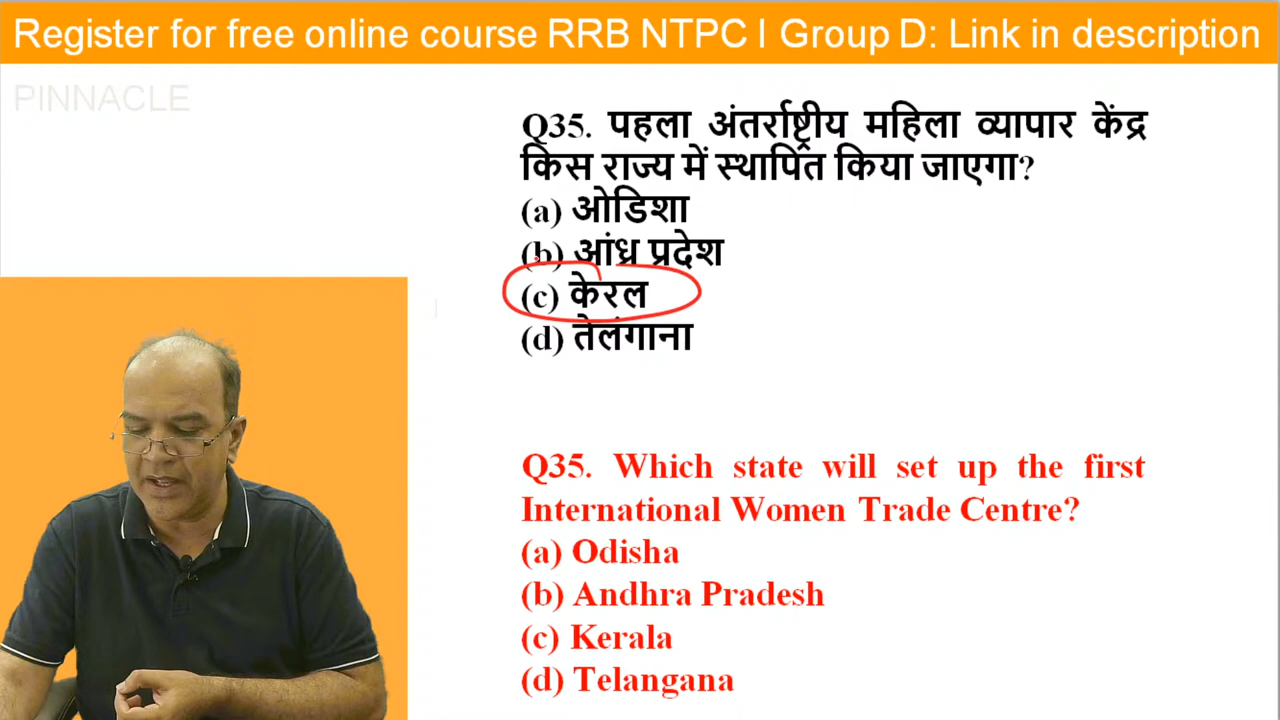 Register for free online course RRB NTPC I Group D: Link in description
PINNACLE
Q35. पहला अंतर्राष्ट्रीय महिला व्यापार केंद्र
किस राज्य में स्थापित किया जाएगा?
(a) ओडिशा
(b) आंध्र प्रदेश
(c) केरल
(d) तेलंगाना
Q35. Which state will set up the first
International Women Trade Centre?
(a) Odisha
(b) Andhra Pradesh
(c) Kerala
(d) Telangana